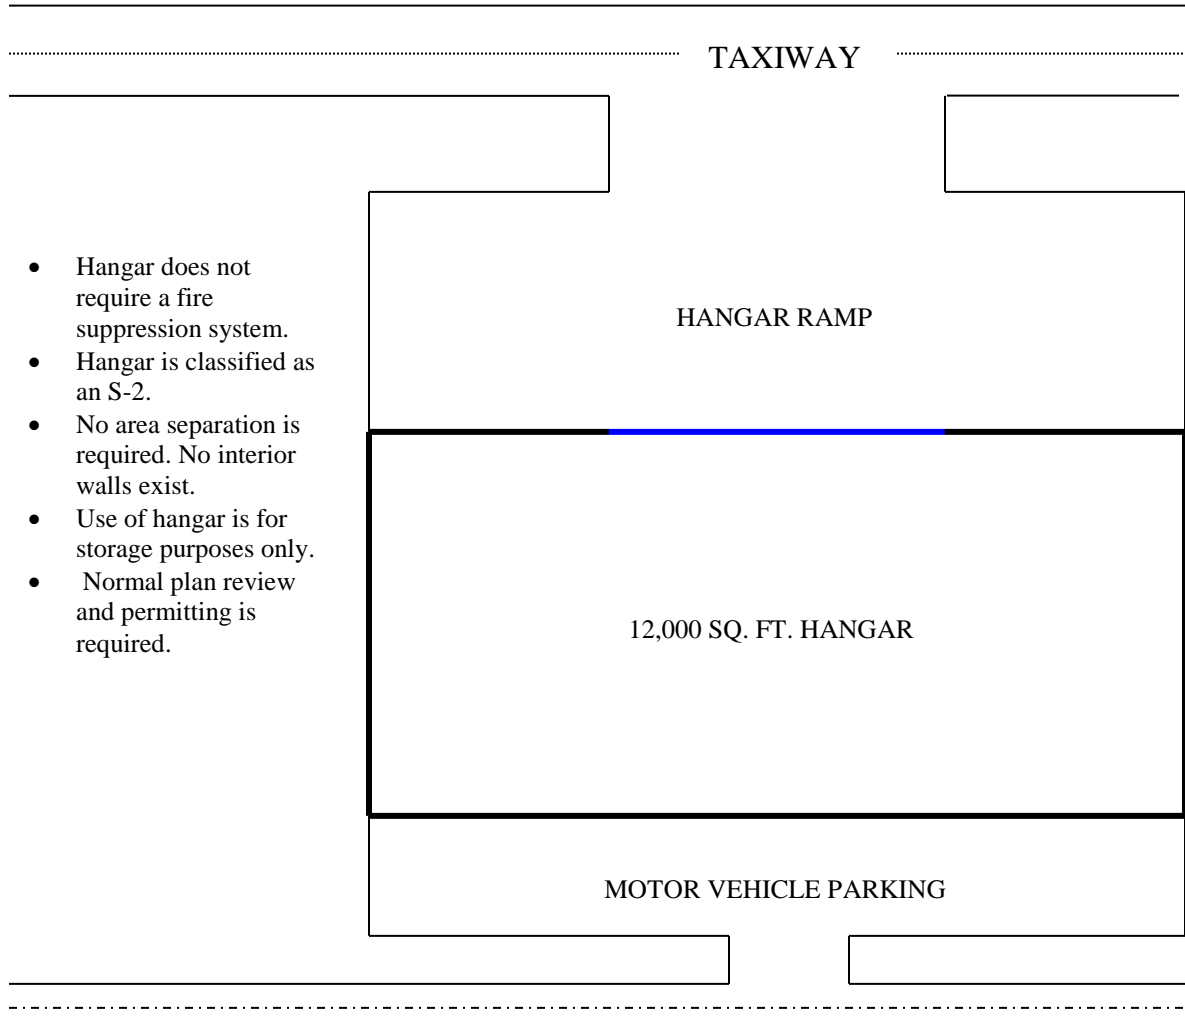 TAXIWAY
• Hangar does not
require a fire
suppression system.
• Hangar is classified as
an S-2.
• No area separation is
required. No interior
walls exist.
• Use of hangar is for
storage purposes only.
• Normal plan review
and permitting is
required.
HANGAR RAMP
12,000 SQ. FT. HANGAR
MOTOR VEHICLE PARKING